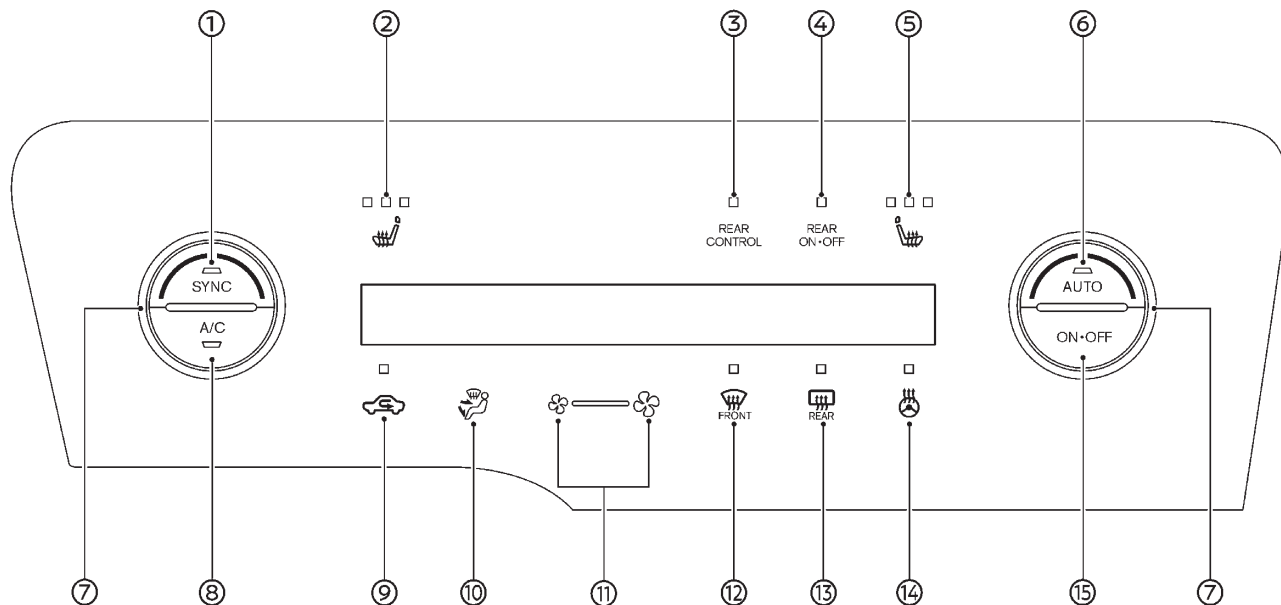 ① ② ③ ④ ⑤ ⑥
REAR
CONTROL
REAR
ON•OFF
SYNC
A/C
AUTO
ON•OFF
FRONT
REAR
⑦ ⑧ ⑨ ⑩ ⑪ ⑫ ⑬ ⑭ ⑮ ⑦